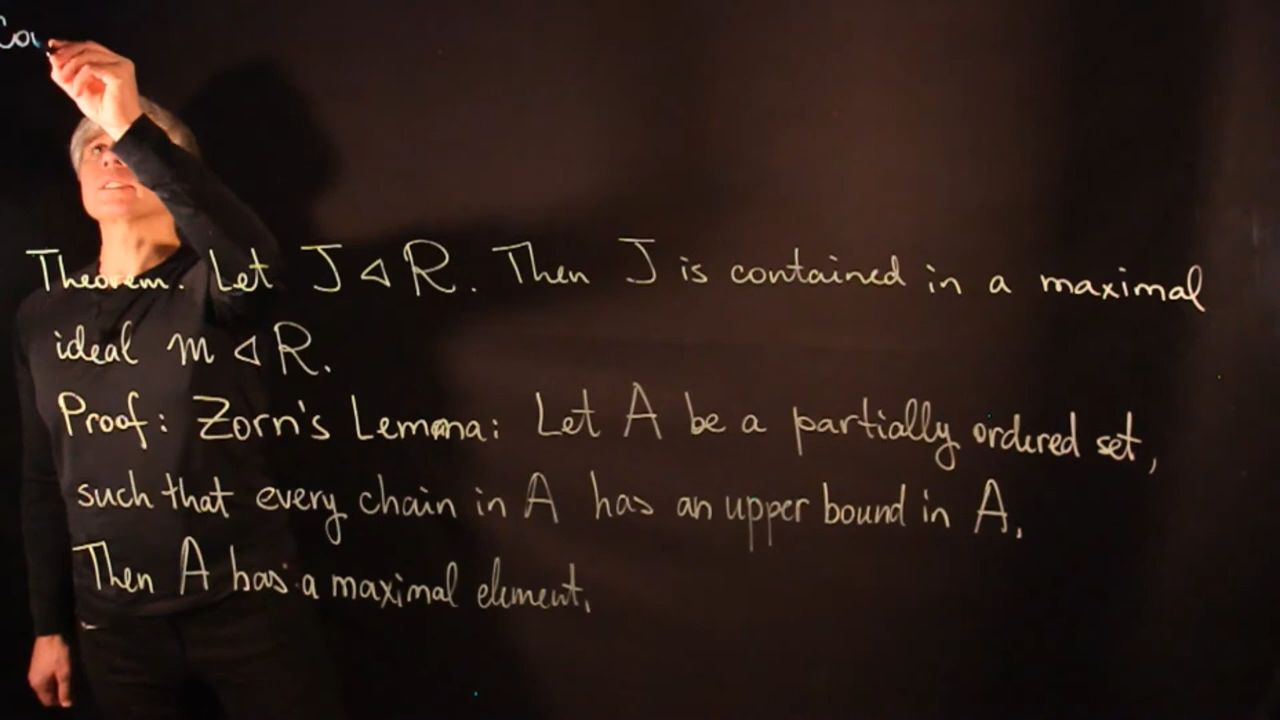 Theorem. Let J ⊲ R. Then J is contained in a maximal
ideal m ⊲ R.
Proof: Zorn's Lemma: Let A be a partially ordered set,
such that every chain in A has an upper bound in A.
Then A has a maximal element.